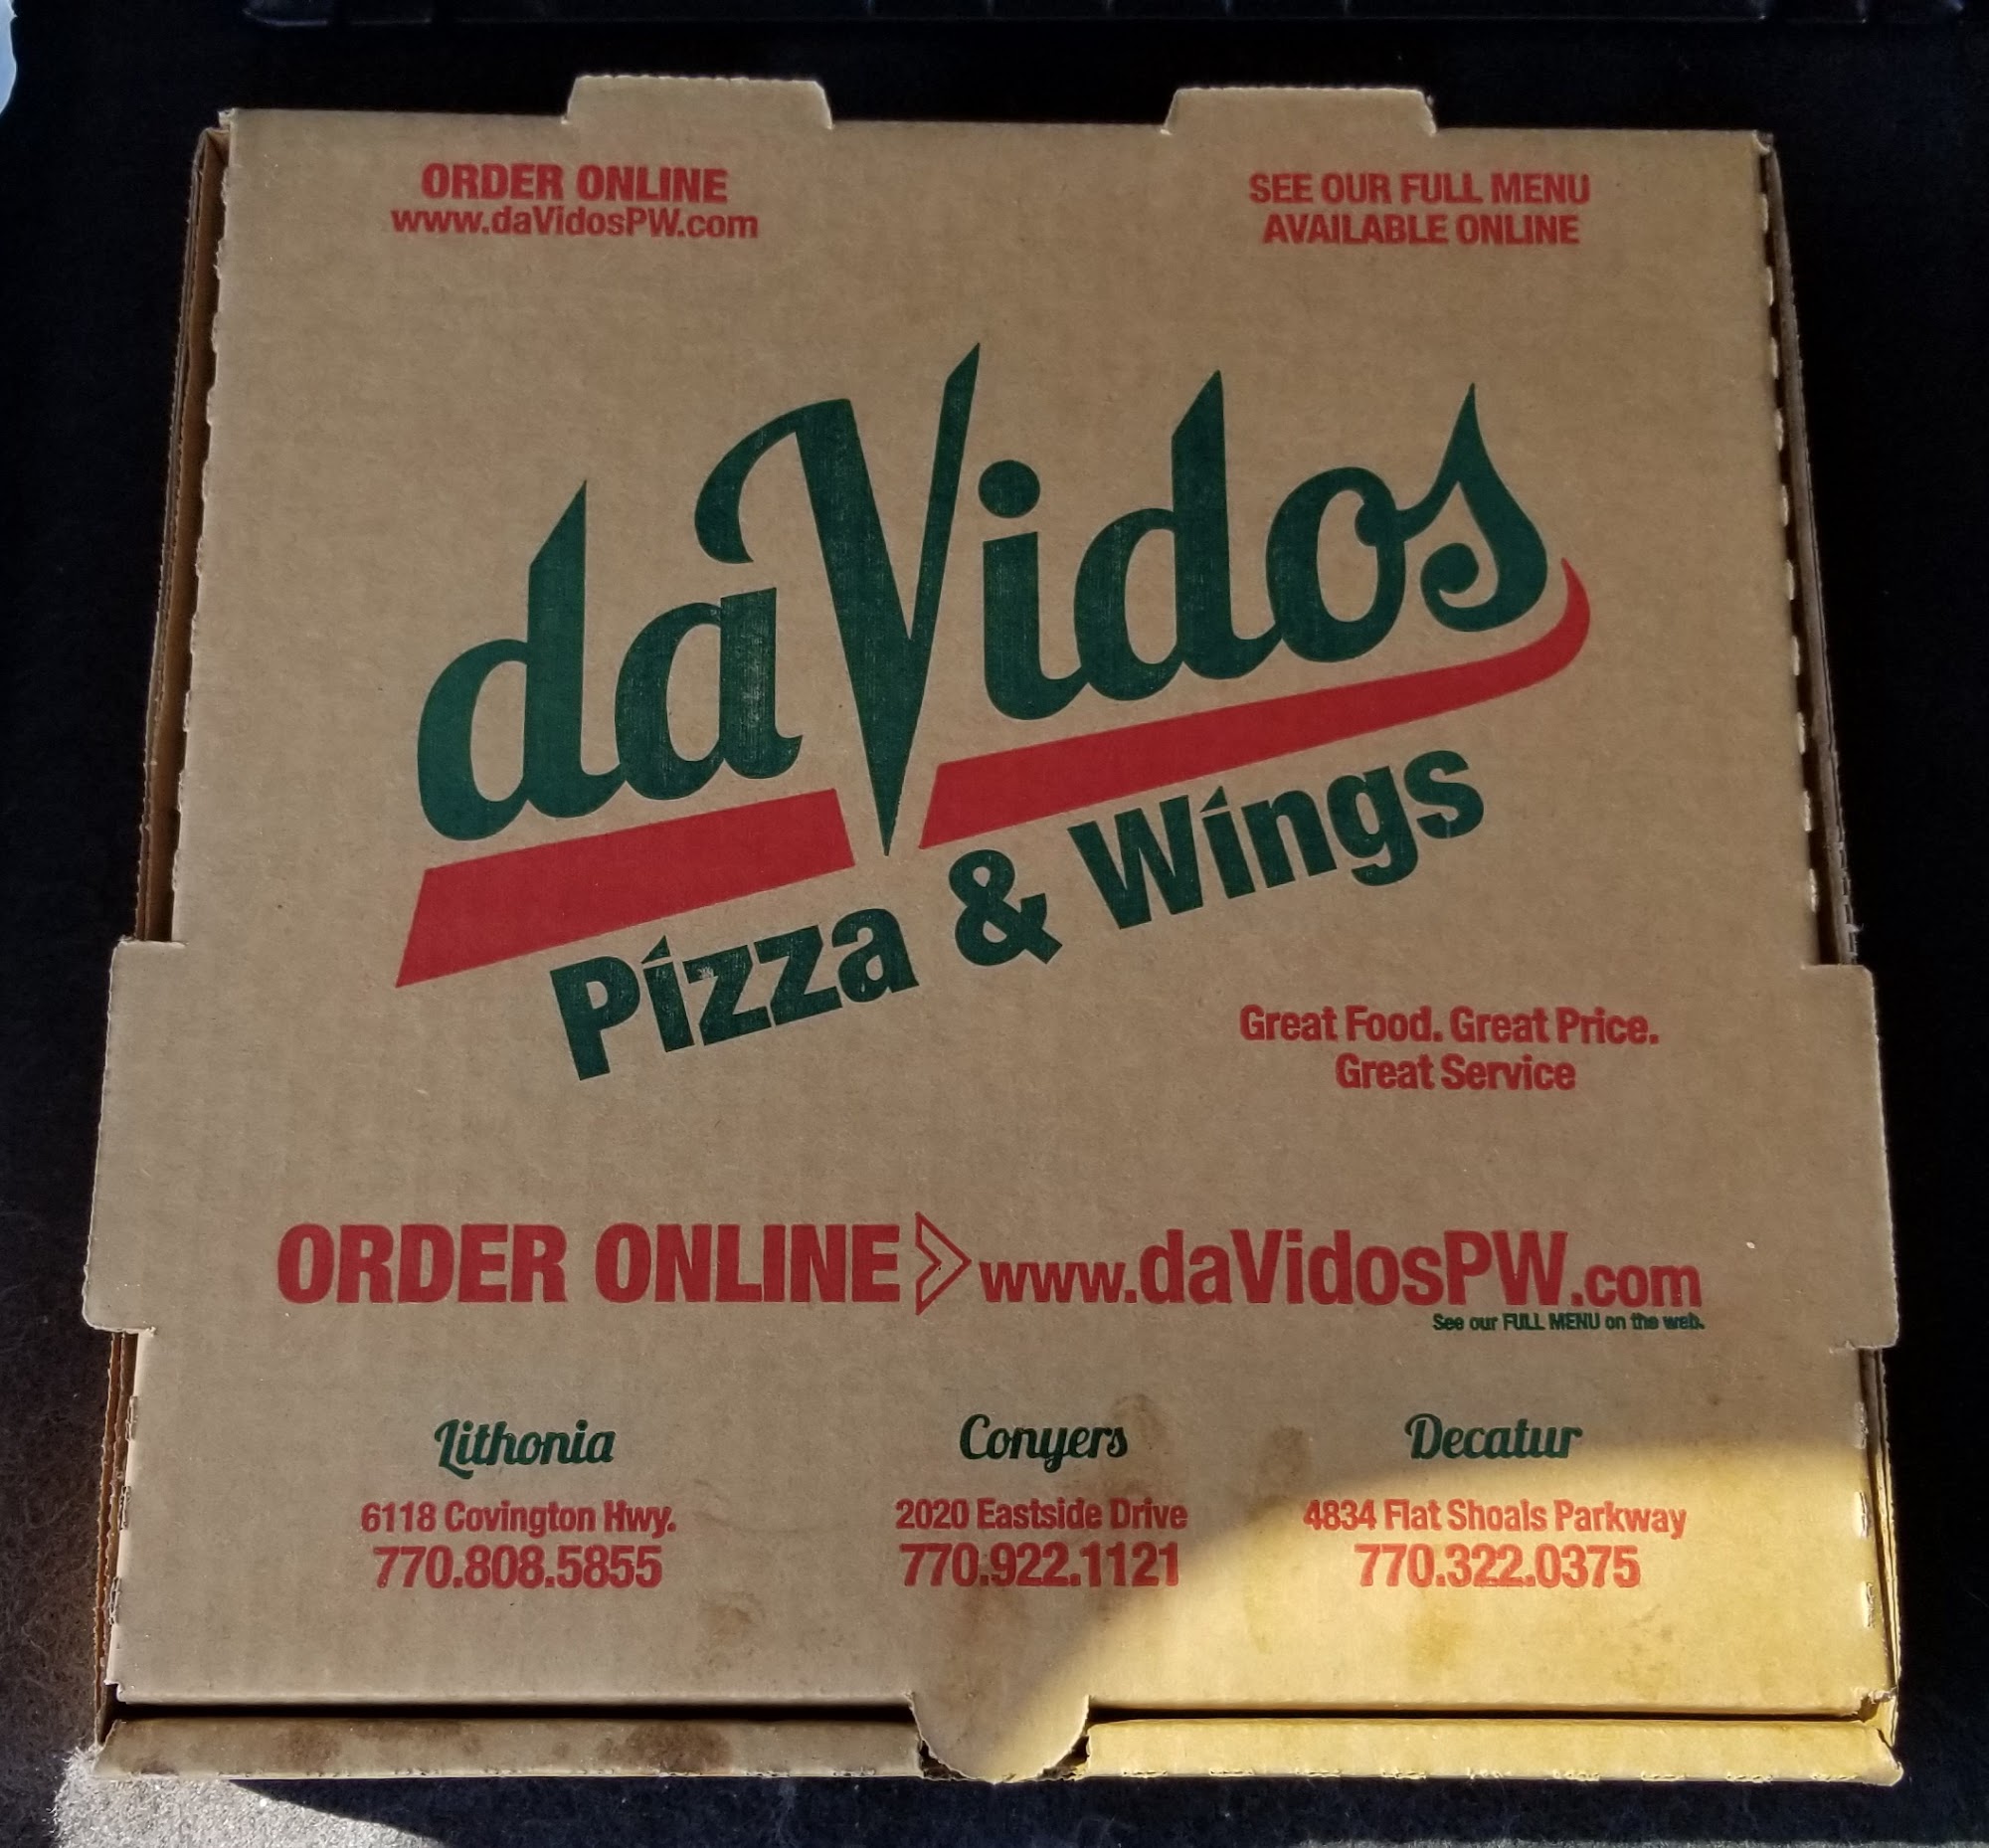 ORDER ONLINE
www.daVidosPW.com
SEE OUR FULL MENU
AVAILABLE ONLINE
daVidos
Pizza & Wings
Great Food. Great Price.
Great Service
ORDER ONLINE www.daVidosPW.com
See our FULL MENU on the web.
Lithonia
6118 Covington Hwy.
770.808.5855
Conyers
2020 Eastside Drive
770.922.1121
Decatur
4834 Flat Shoals Parkway
770.322.0375